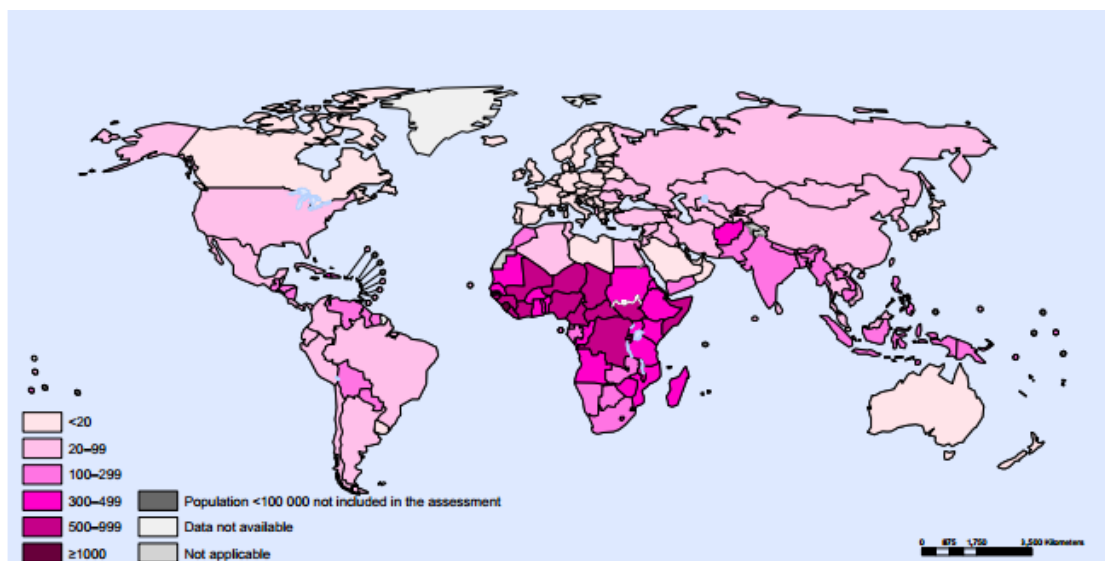 <20
20–99
100–299
300–499
500–999
≥1000
Population <100 000 not included in the assessment
Data not available
Not applicable
0 875 1,750 3,500 Kilometers